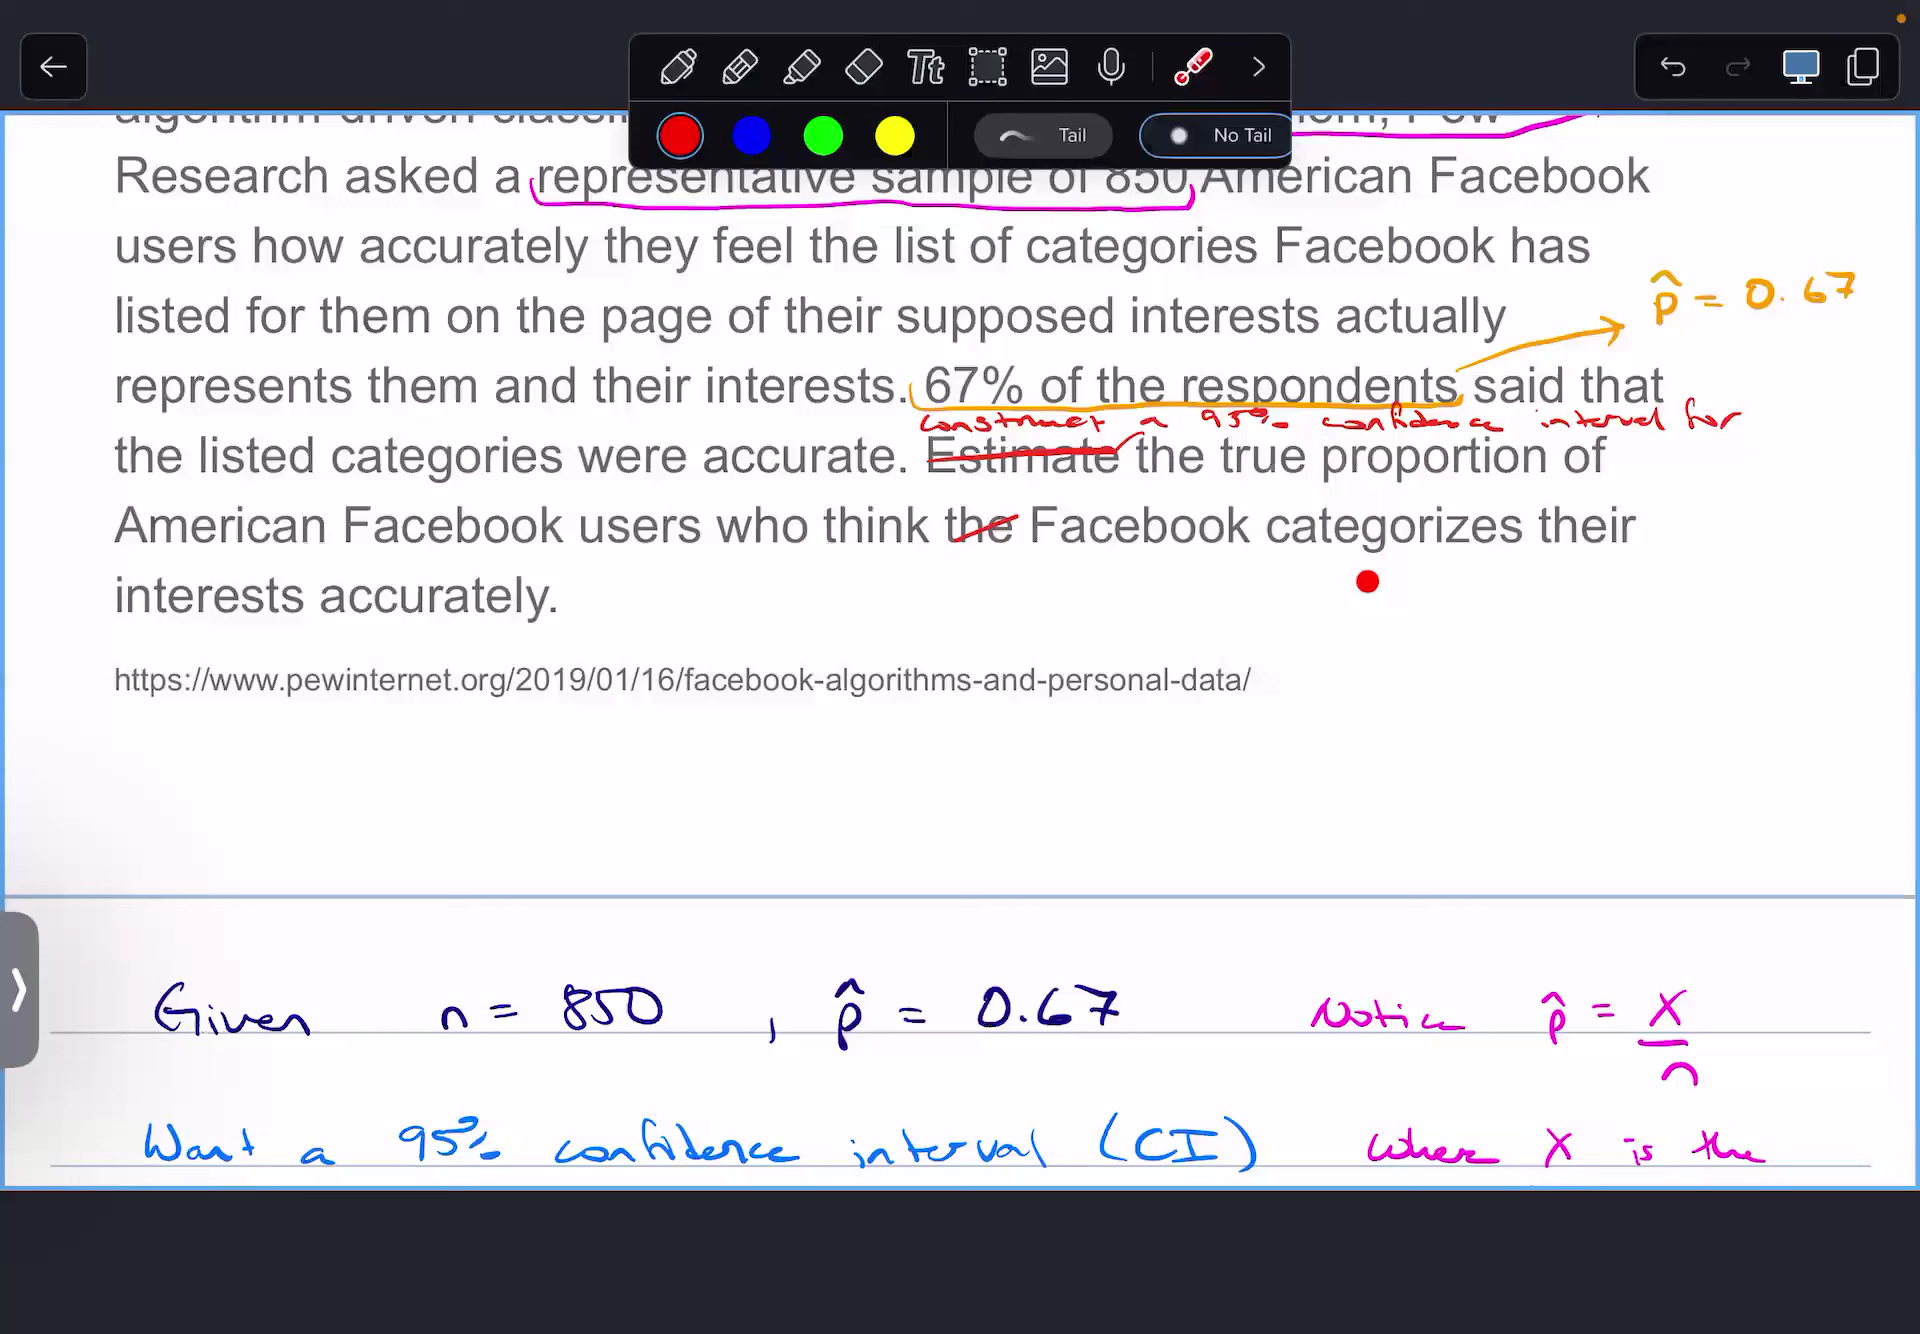 Tt
Tail
No Tail
Research asked a representative sample of 850 American Facebook
users how accurately they feel the list of categories Facebook has
listed for them on the page of their supposed interests actually
p̂ = 0.67
represents them and their interests. 67% of the respondents said that
construct a 95% confidence interval for
the listed categories were accurate. Estimate the true proportion of
American Facebook users who think the Facebook categorizes their
interests accurately.
https://www.pewinternet.org/2019/01/16/facebook-algorithms-and-personal-data/
Given n = 850 , p̂ = 0.67 Notice p̂ = X
n
Want a 95% confidence interval (CI) where X is the